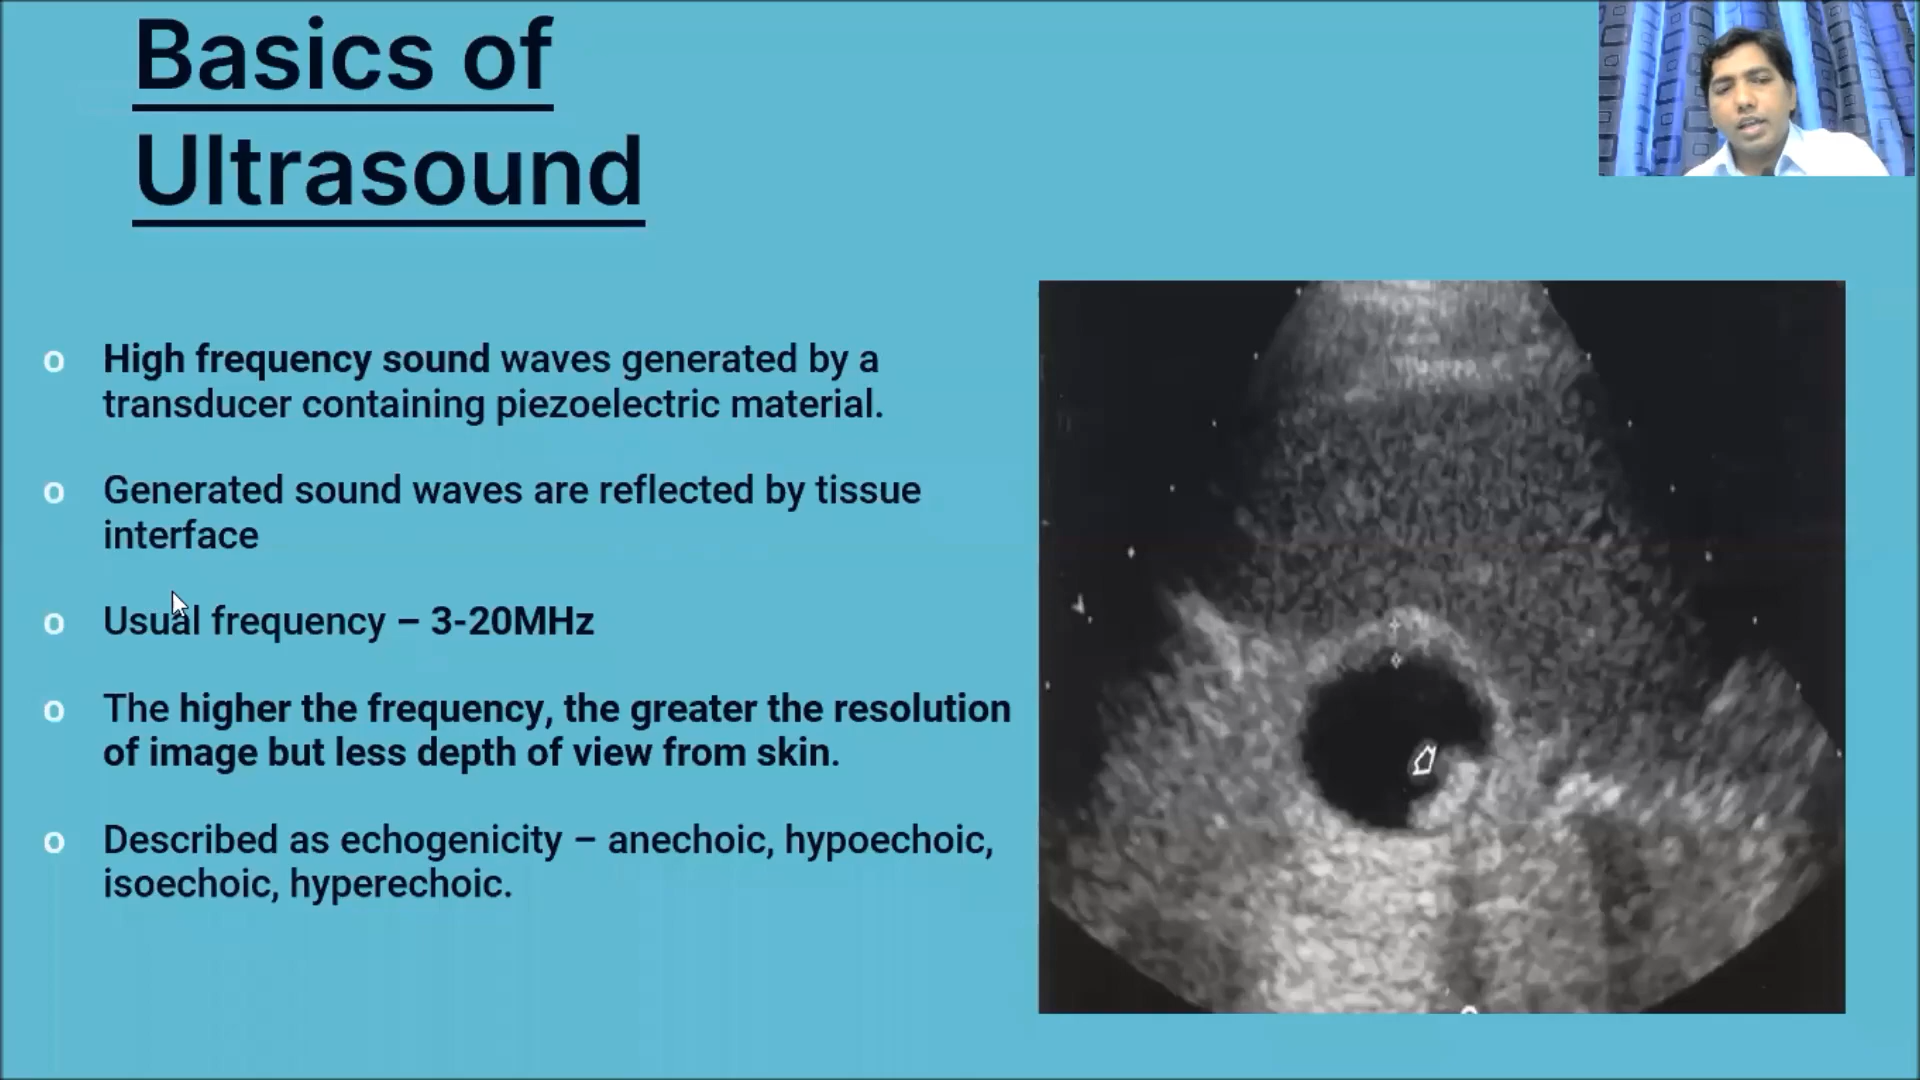 Basics of
Ultrasound
o High frequency sound waves generated by a
transducer containing piezoelectric material.
o Generated sound waves are reflected by tissue
interface
o Usual frequency – 3-20MHz
o The higher the frequency, the greater the resolution
of image but less depth of view from skin.
o Described as echogenicity – anechoic, hypoechoic,
isoechoic, hyperechoic.